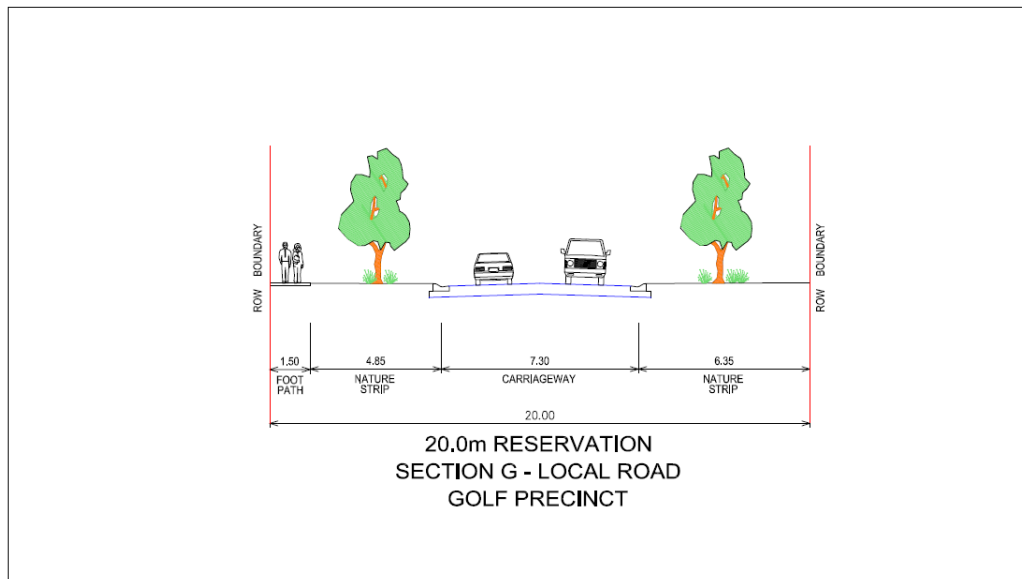 ROW BOUNDARY
ROW BOUNDARY
1.50 4.85 7.30 6.35
FOOT PATH
NATURE STRIP
CARRIAGEWAY
NATURE STRIP
20.00
20.0m RESERVATION
SECTION G - LOCAL ROAD
GOLF PRECINCT